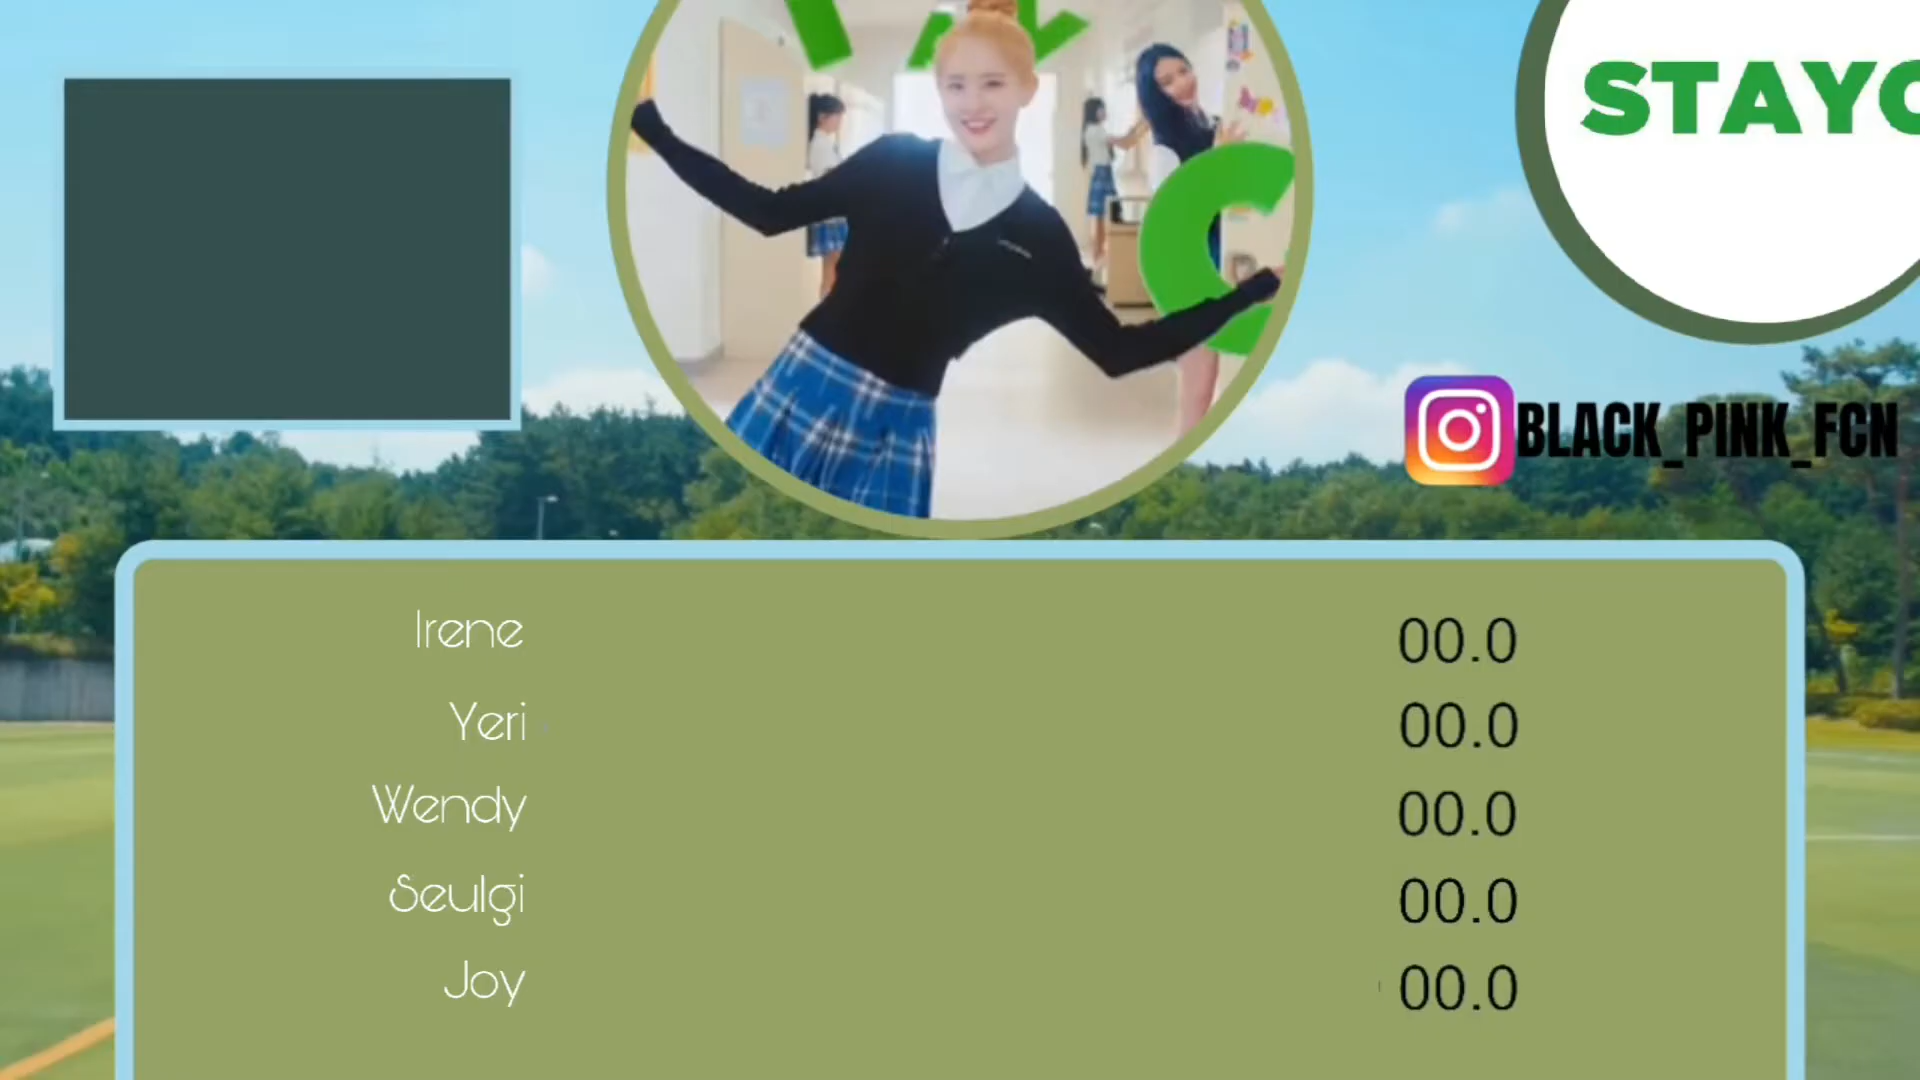 STAYC
BLACK_PINK_FCN
Irene 00.0
Yeri 00.0
Wendy 00.0
Seulgi 00.0
Joy 00.0